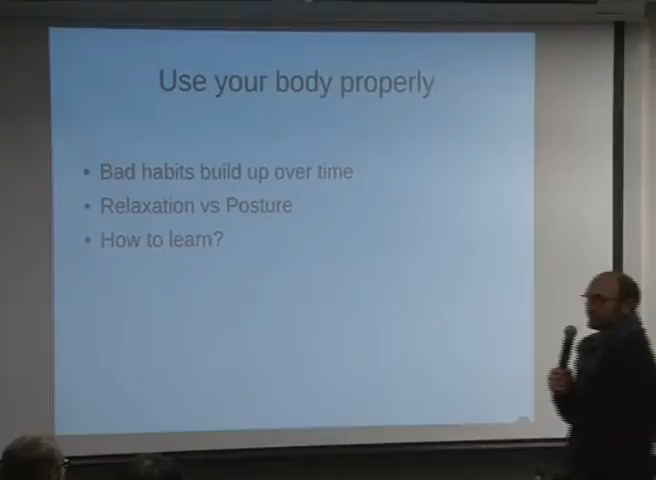 Use your body properly
• Bad habits build up over time
• Relaxation vs Posture
• How to learn?